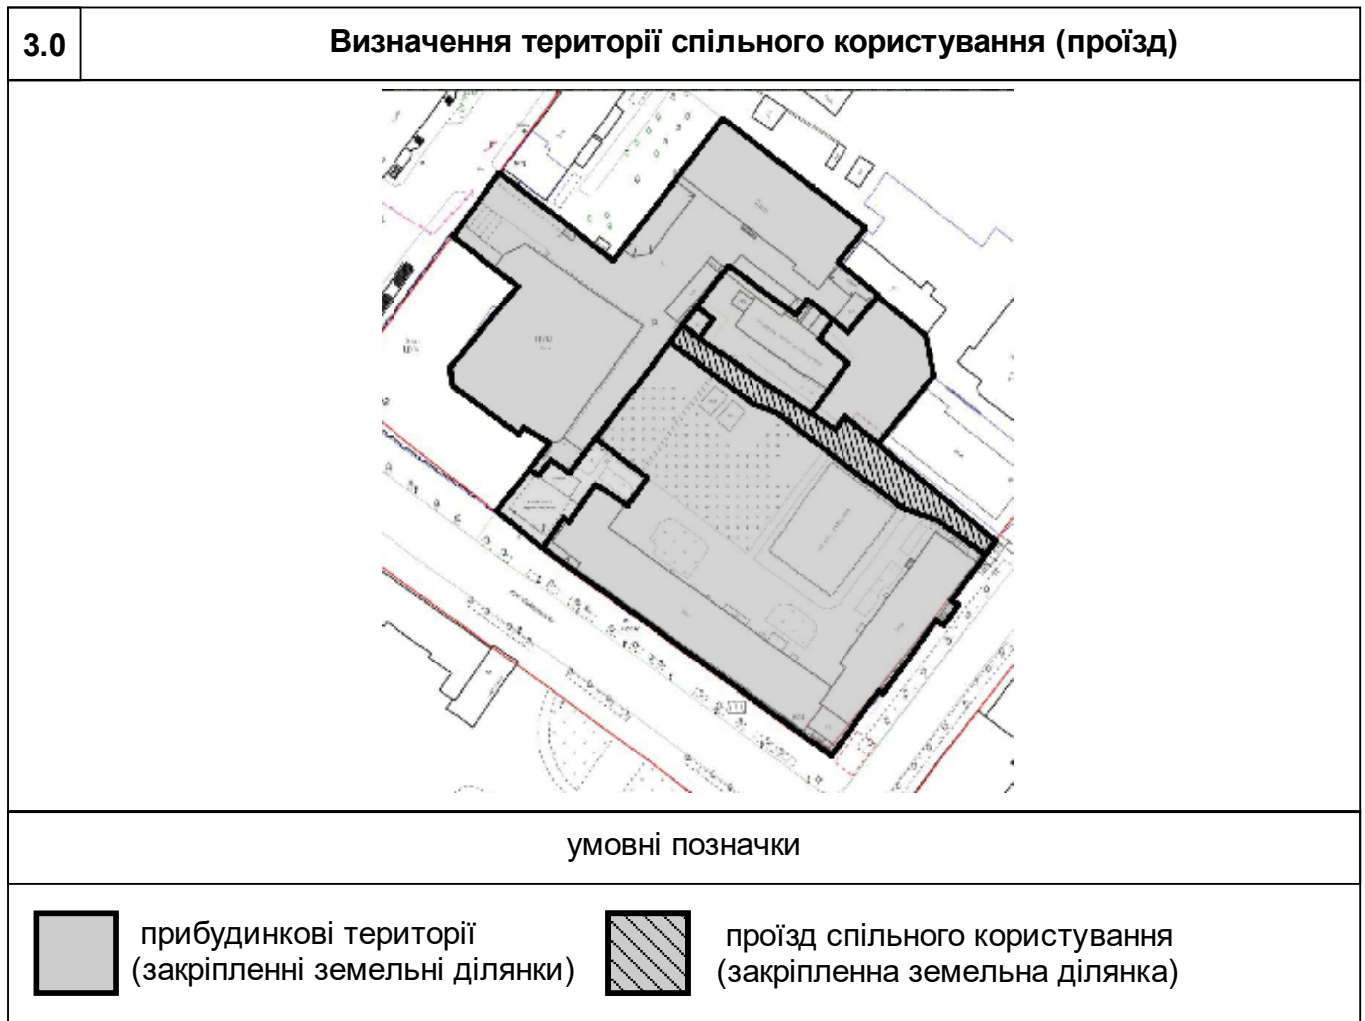 3.0
Визначення території спільного користування (проїзд)
умовні позначки
прибудинкові території
(закріпленні земельні ділянки)
проїзд спільного користування
(закріпленна земельна ділянка)